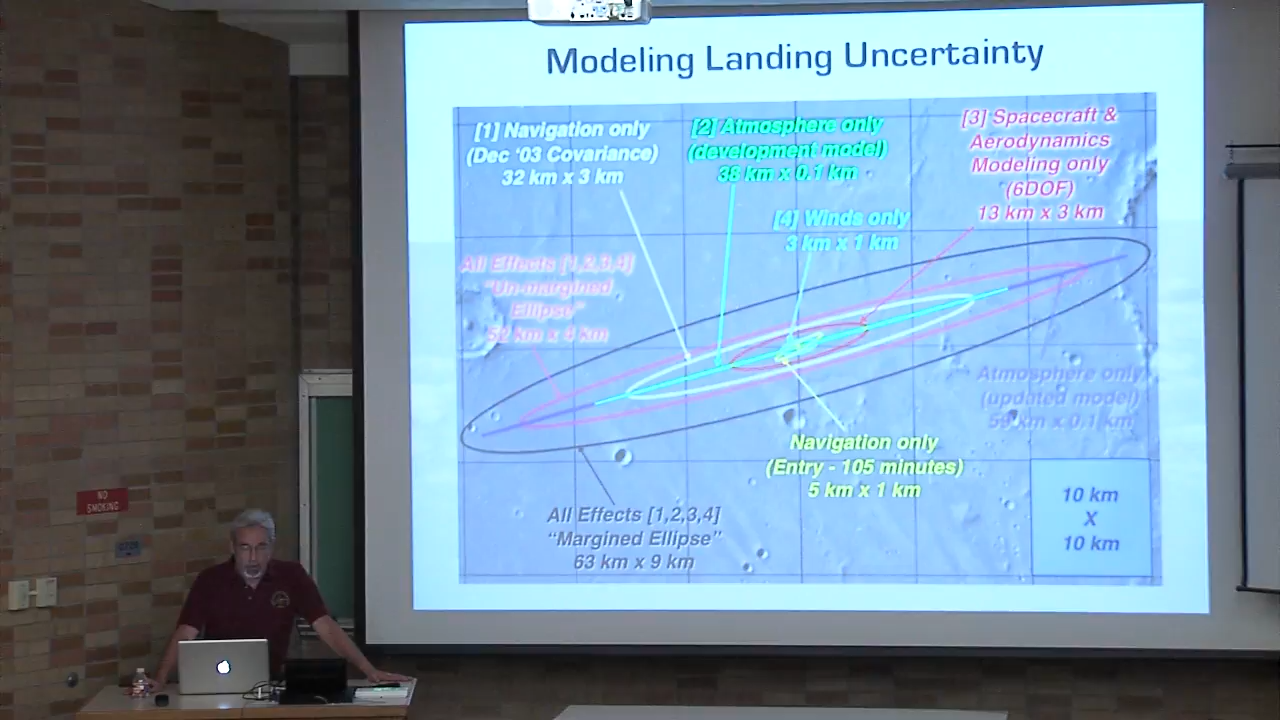 Modeling Landing Uncertainty
[1] Navigation only
(Dec '03 Covariance)
32 km x 3 km
[2] Atmosphere only
(development model)
38 km x 0.1 km
[3] Spacecraft &
Aerodynamics
Modeling only
(6DOF)
13 km x 3 km
[4] Winds only
3 km x 1 km
All Effects [1,2,3,4]
"Un-margined
Ellipse"
52 km x 4 km
Atmosphere only
(updated model)
59 km x 0.1 km
Navigation only
(Entry - 105 minutes)
5 km x 1 km
All Effects [1,2,3,4]
"Margined Ellipse"
63 km x 9 km
10 km
X
10 km
NO
SMOKING